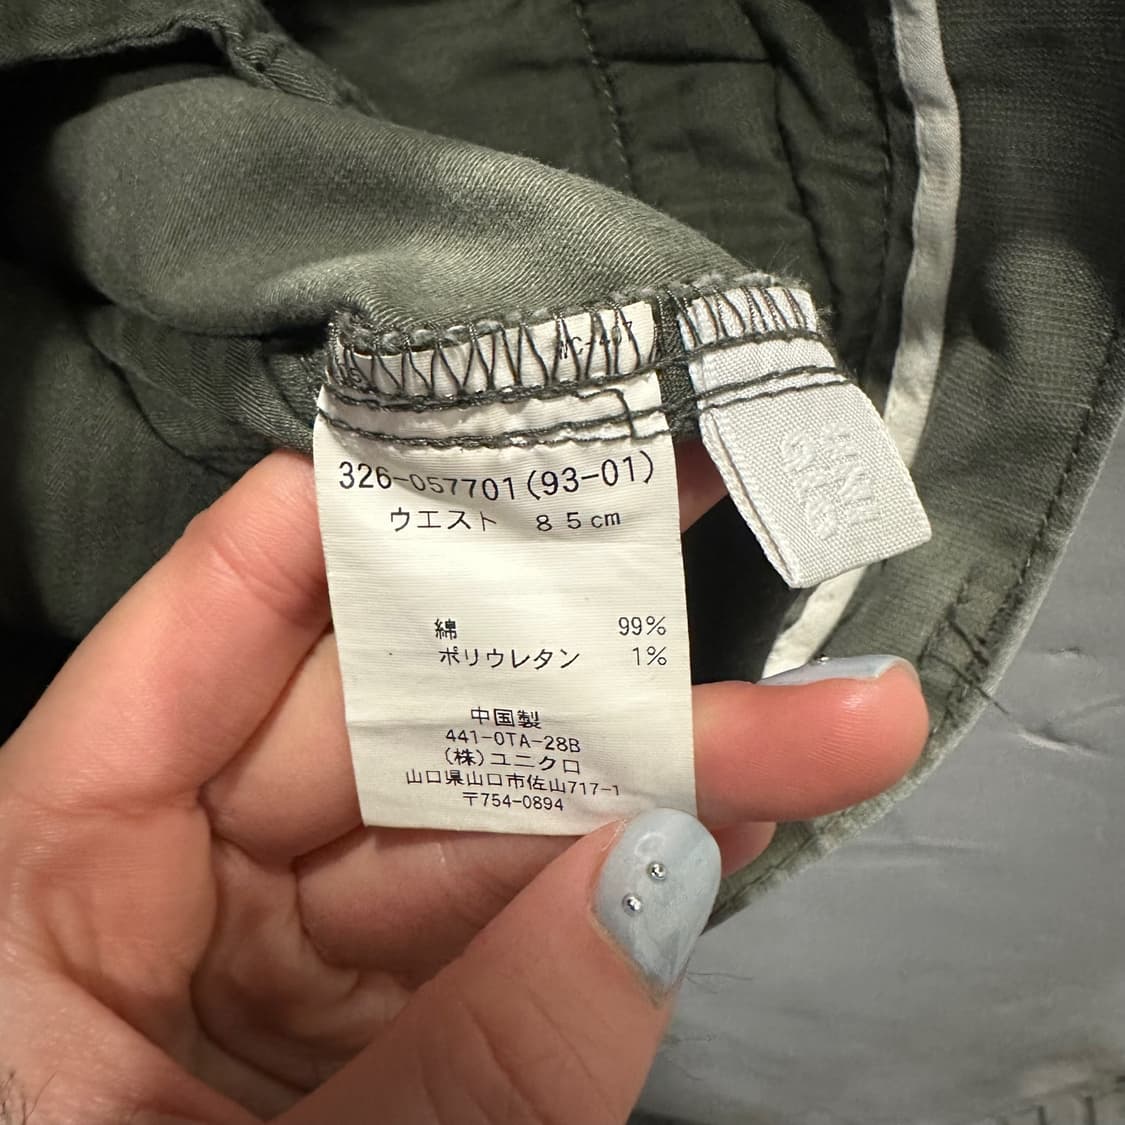 326-057701(93-01)
ウエスト 85cm
綿 99%
ポリウレタン 1%
中国製
441-0TA-28B
(株)ユニクロ
山口県山口市佐山717-1
〒754-0894